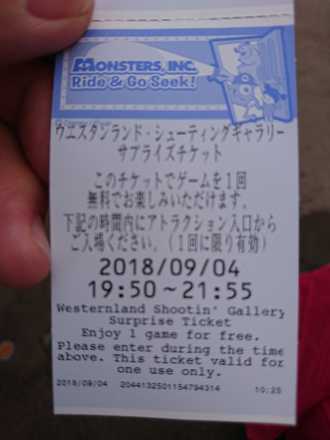 MONSTERS, INC.
Ride & Go Seek!
ウエスタンランド・シューティングギャラリー
サプライズチケット
このチケットでゲームを1回
無料でお楽しみいただけます。
下記の時間内にアトラクション入口から
ご入場ください。(1回に限り有効)
2018/09/04
19:50~21:55
Westernland Shootin' Gallery
Surprise Ticket
Enjoy 1 game for free.
Please enter during the time
above. This ticket valid for
one use only.
2018/09/04 2044132501154794314 10:25